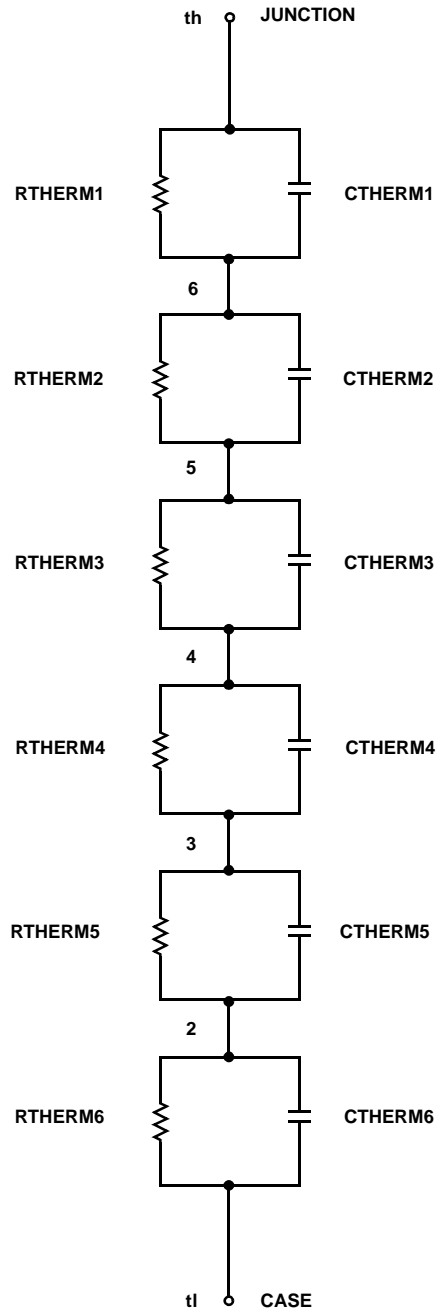 th JUNCTION
RTHERM1 CTHERM1
6
RTHERM2 CTHERM2
5
RTHERM3 CTHERM3
4
RTHERM4 CTHERM4
3
RTHERM5 CTHERM5
2
RTHERM6 CTHERM6
tl CASE